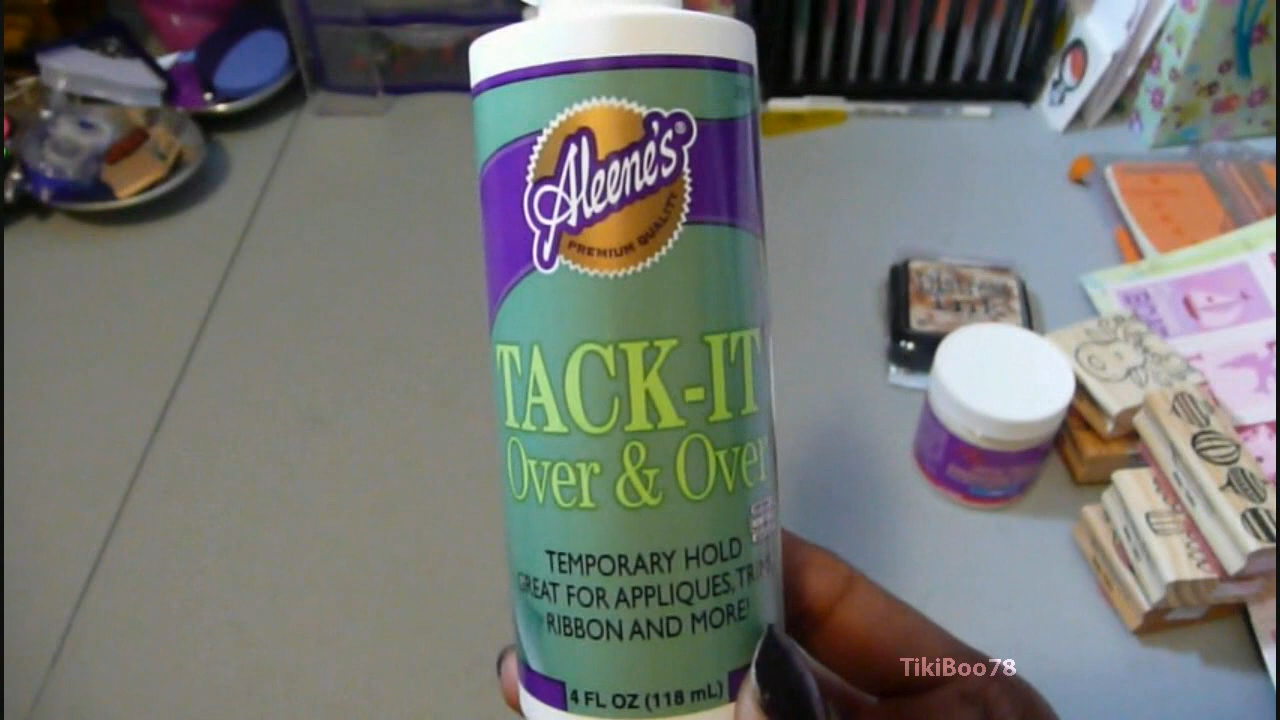 Aleene's®
PREMIUM QUALITY
TACK-IT
Over & Over
TEMPORARY HOLD
GREAT FOR APPLIQUES,
RIBBON AND MORE!
4 FL OZ (118 mL)
TikiBoo78